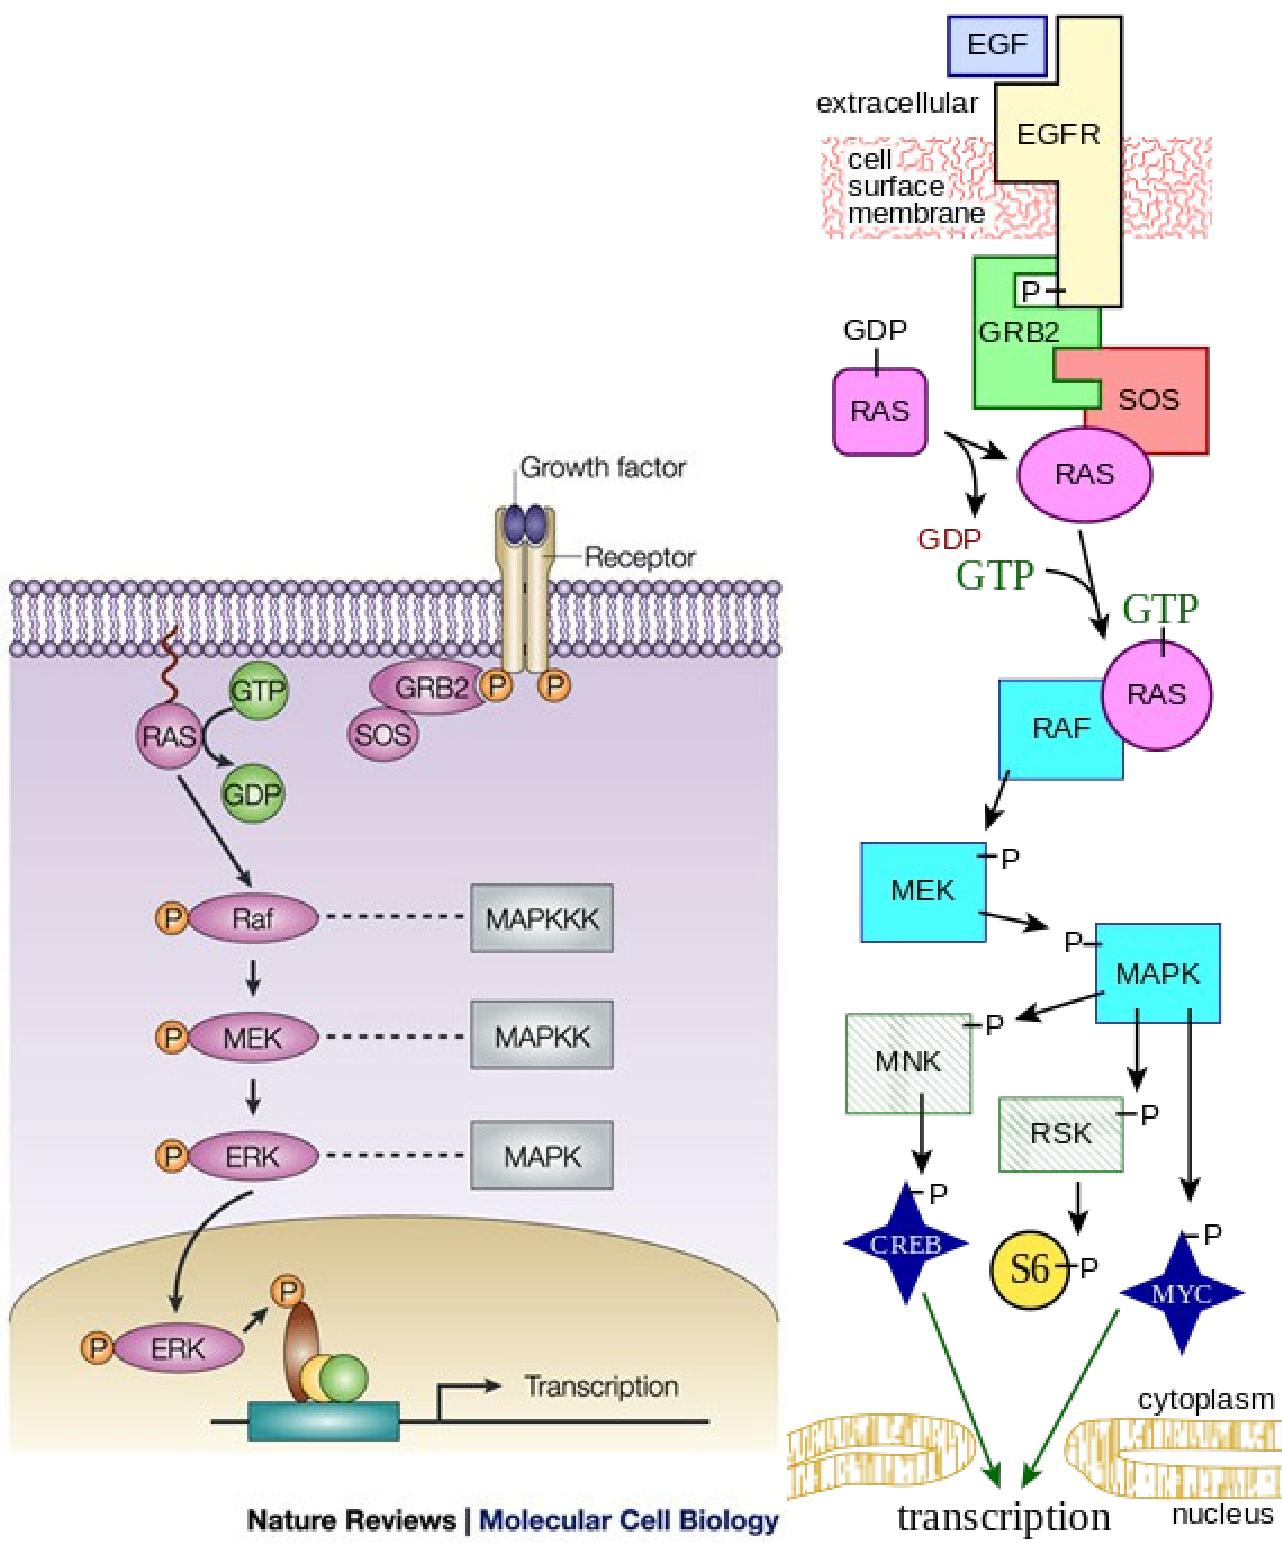 Growth factor
Receptor
GTP
GRB2
P
P
RAS
SOS
GDP
P
Raf
MAPKKK
P
MEK
MAPKK
P
ERK
MAPK
P
P
ERK
Transcription
Nature Reviews | Molecular Cell Biology
EGF
extracellular
EGFR
cell
surface
membrane
P
GDP
GRB2
RAS
SOS
RAS
GDP
GTP
GTP
RAS
RAF
P
MEK
P
MAPK
P
MNK
P
RSK
P
CREB
P
S6
P
MYC
cytoplasm
transcription
nucleus